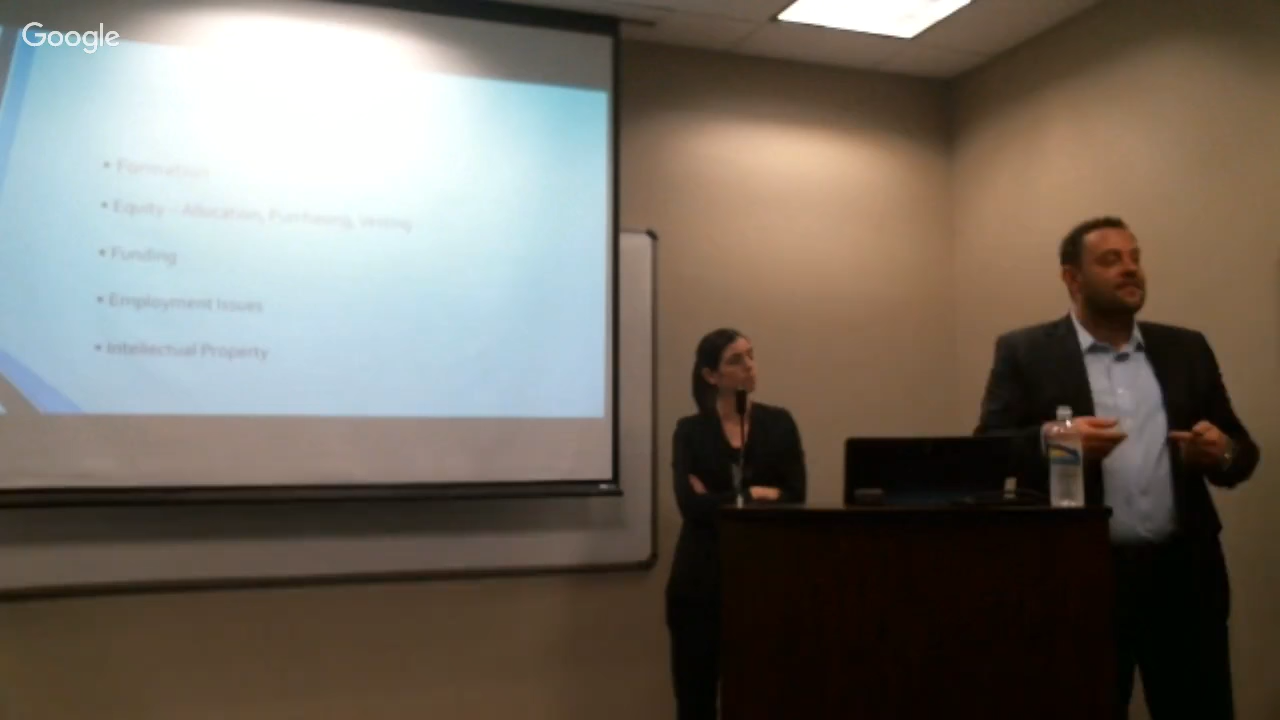 Google
• Formation
• Equity – Allocation, Purchasing, Vesting
• Funding
• Employment Issues
• Intellectual Property